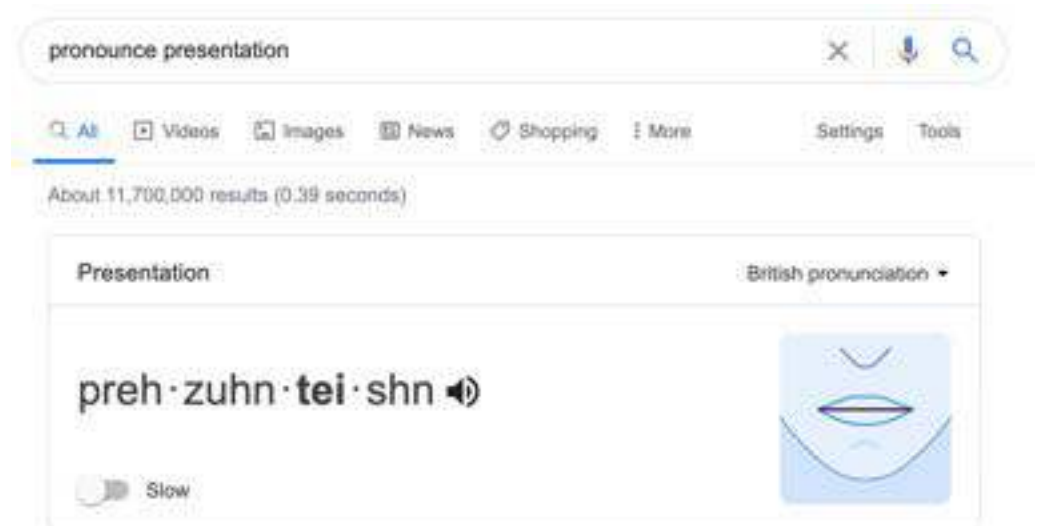 pronounce presentation
All Videos Images News Shopping More Settings Tools
About 11,700,000 results (0.39 seconds)
Presentation British pronunciation
preh·zuhn·tei·shn
Slow